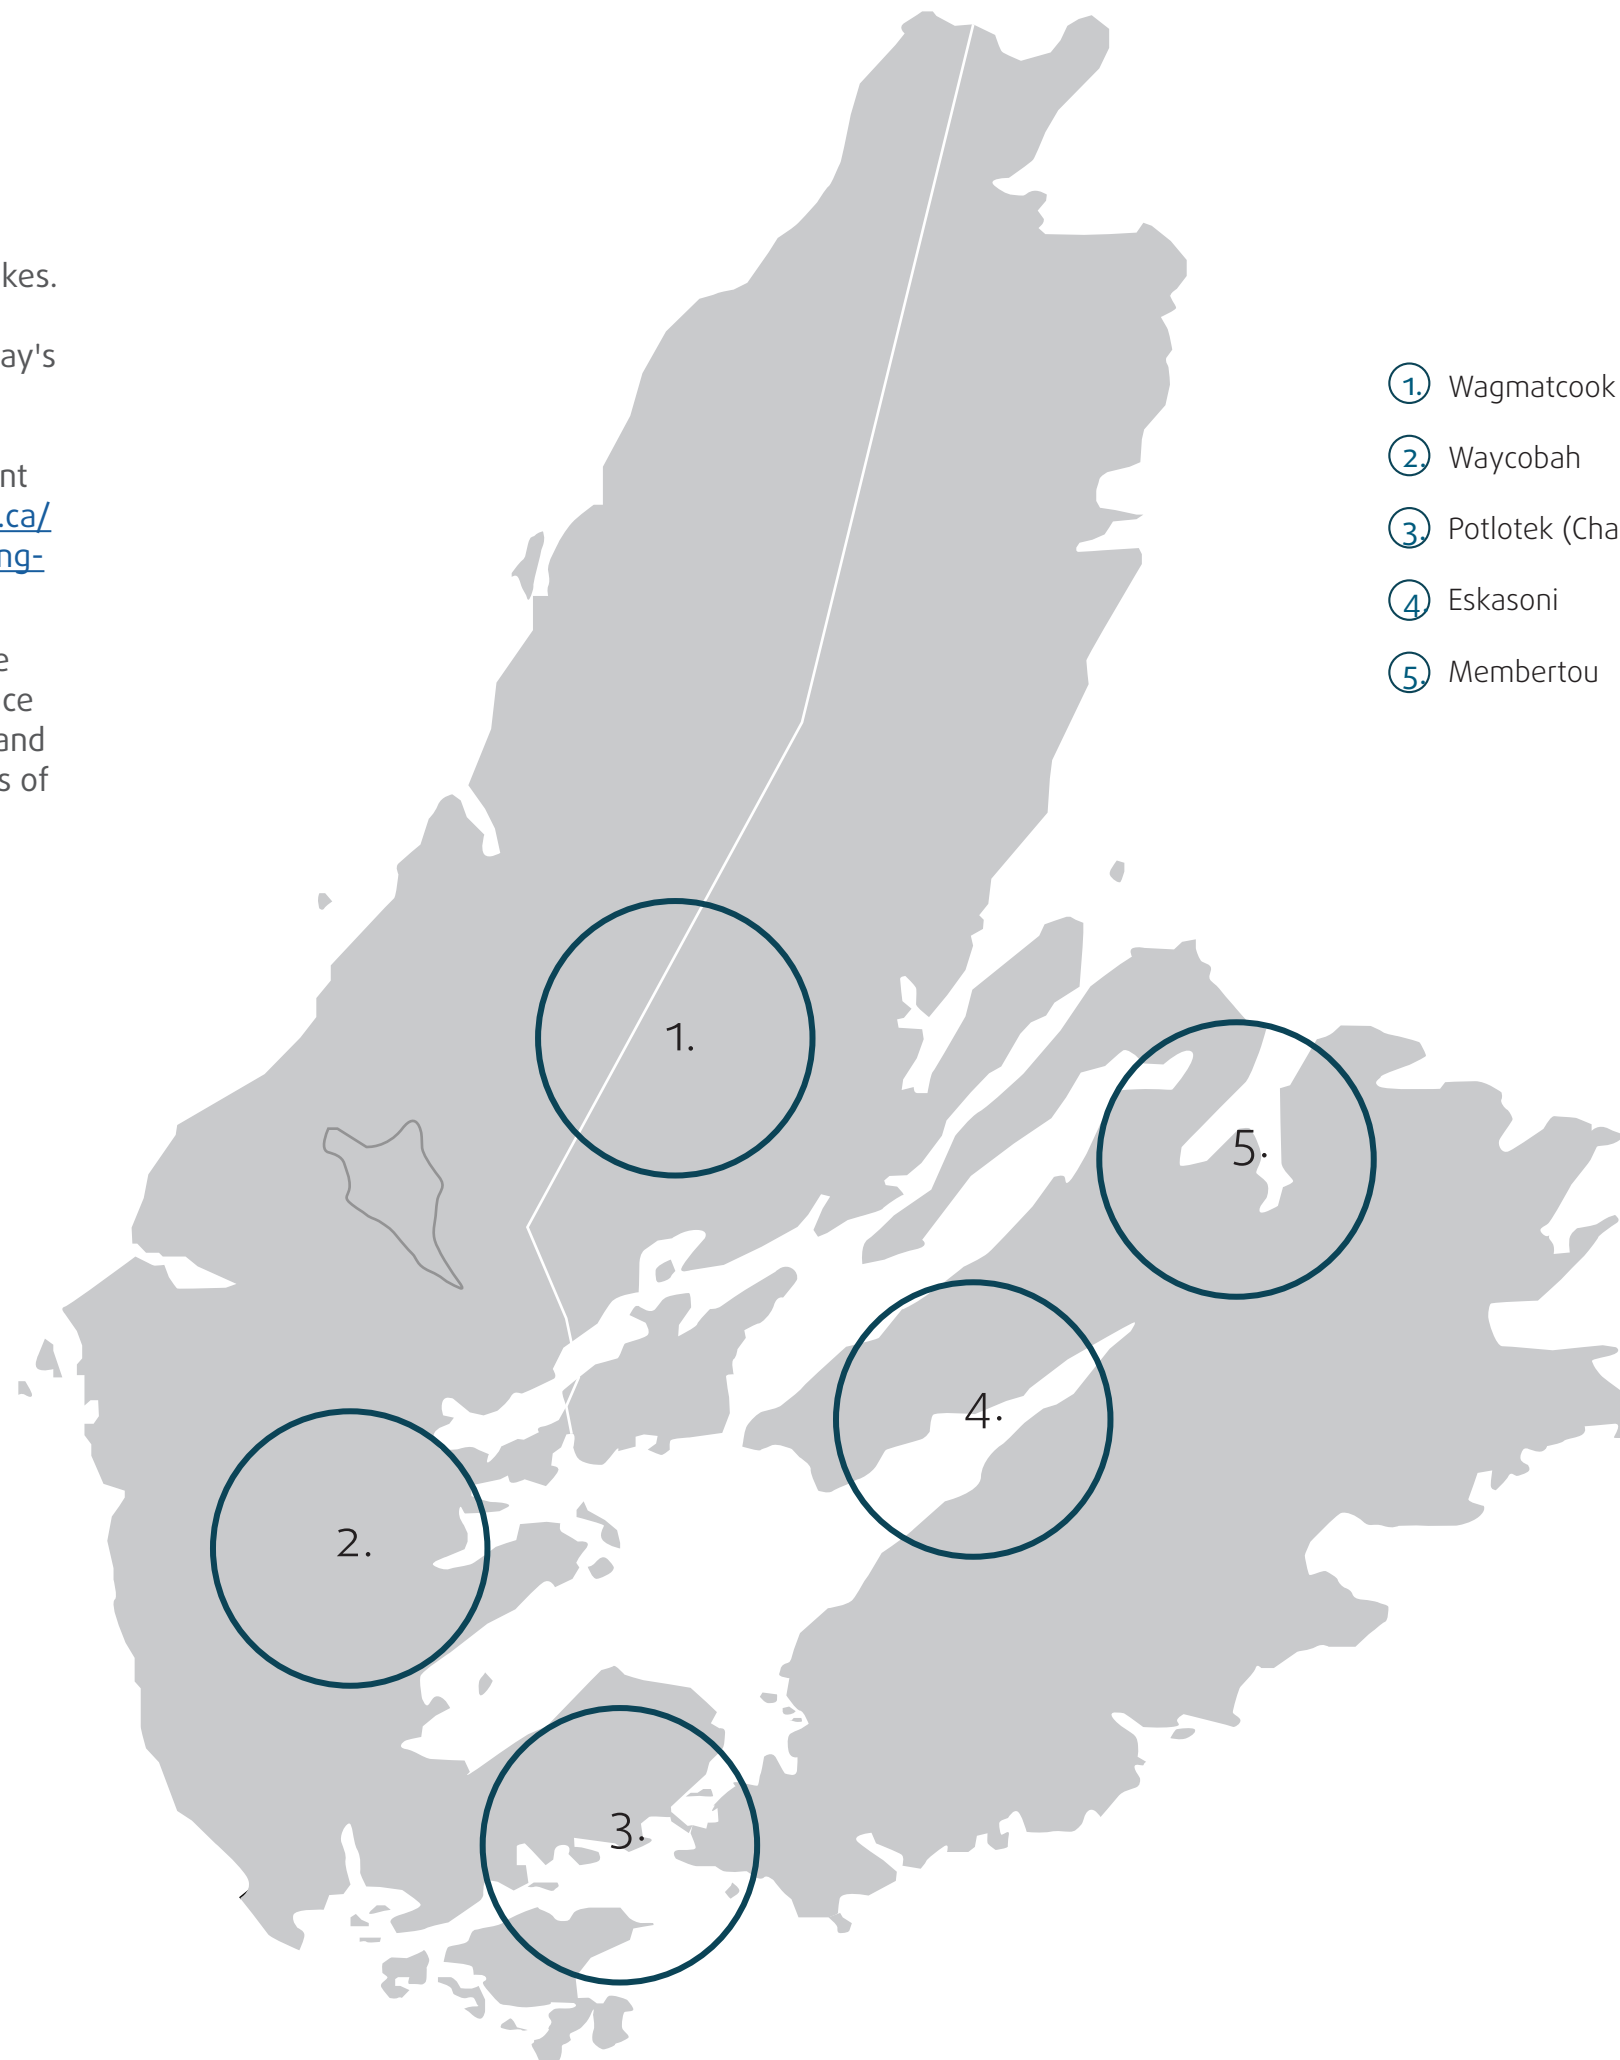 kes.
ay's
nt
.ca/
ng-
e
ce
and
s of
1. Wagmatcook
2. Waycobah
3. Potlotek (Cha
4. Eskasoni
5. Membertou
1.
5.
4.
2.
3.